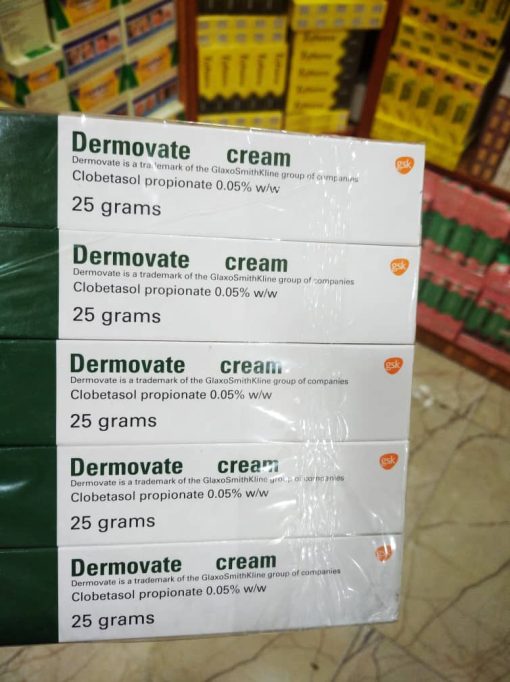 Dermovate cream
Dermovate is a trademark of the GlaxoSmithKline group of companies
Clobetasol propionate 0.05% w/w
25 grams
gsk
Dermovate cream
Dermovate is a trademark of the GlaxoSmithKline group of companies
Clobetasol propionate 0.05% w/w
25 grams
gsk
Dermovate cream
Dermovate is a trademark of the GlaxoSmithKline group of companies
Clobetasol propionate 0.05% w/w
25 grams
gsk
Dermovate cream
Dermovate is a trademark of the GlaxoSmithKline group of companies
Clobetasol propionate 0.05% w/w
25 grams
gsk
Dermovate cream
Dermovate is a trademark of the GlaxoSmithKline group of companies
Clobetasol propionate 0.05% w/w
25 grams
gsk